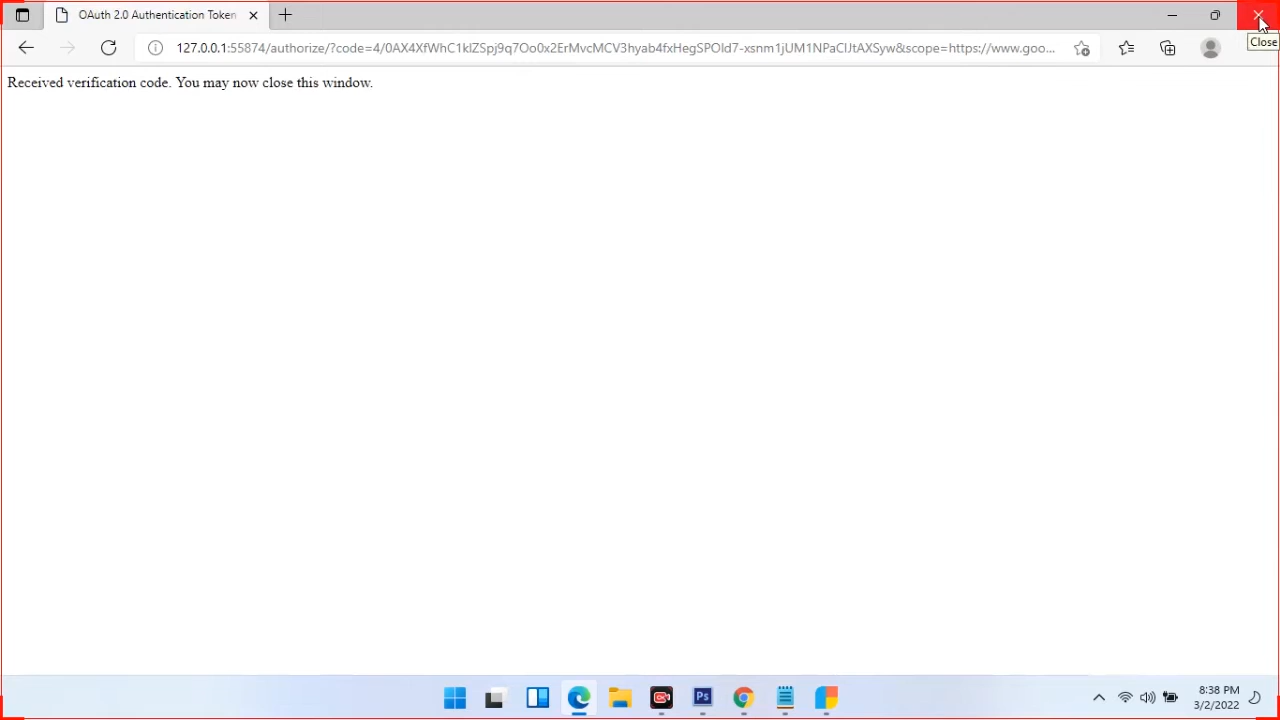 OAuth 2.0 Authentication Token
127.0.0.1:55874/authorize/?code=4/0AX4XfWhC1klZSpj9q7Oo0x2ErMvcMCV3hyab4fxHegSPOld7-xsnm1jUM1NPaClJtAXSyw&scope=https://www.goo...
Close
Received verification code. You may now close this window.
Ps
8:38 PM
3/2/2022